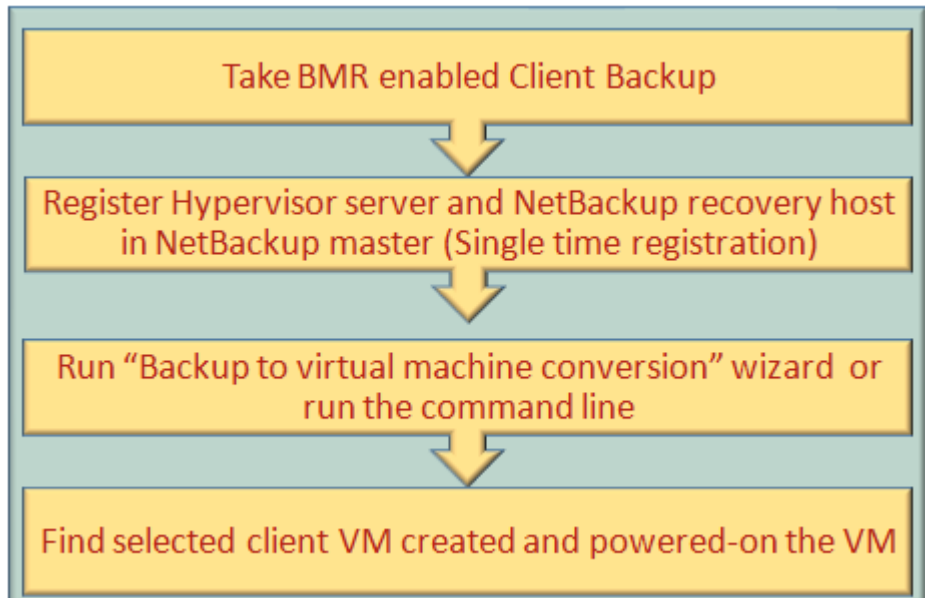 Take BMR enabled Client Backup
Register Hypervisor server and NetBackup recovery host
in NetBackup master (Single time registration)
Run “Backup to virtual machine conversion” wizard or
run the command line
Find selected client VM created and powered-on the VM